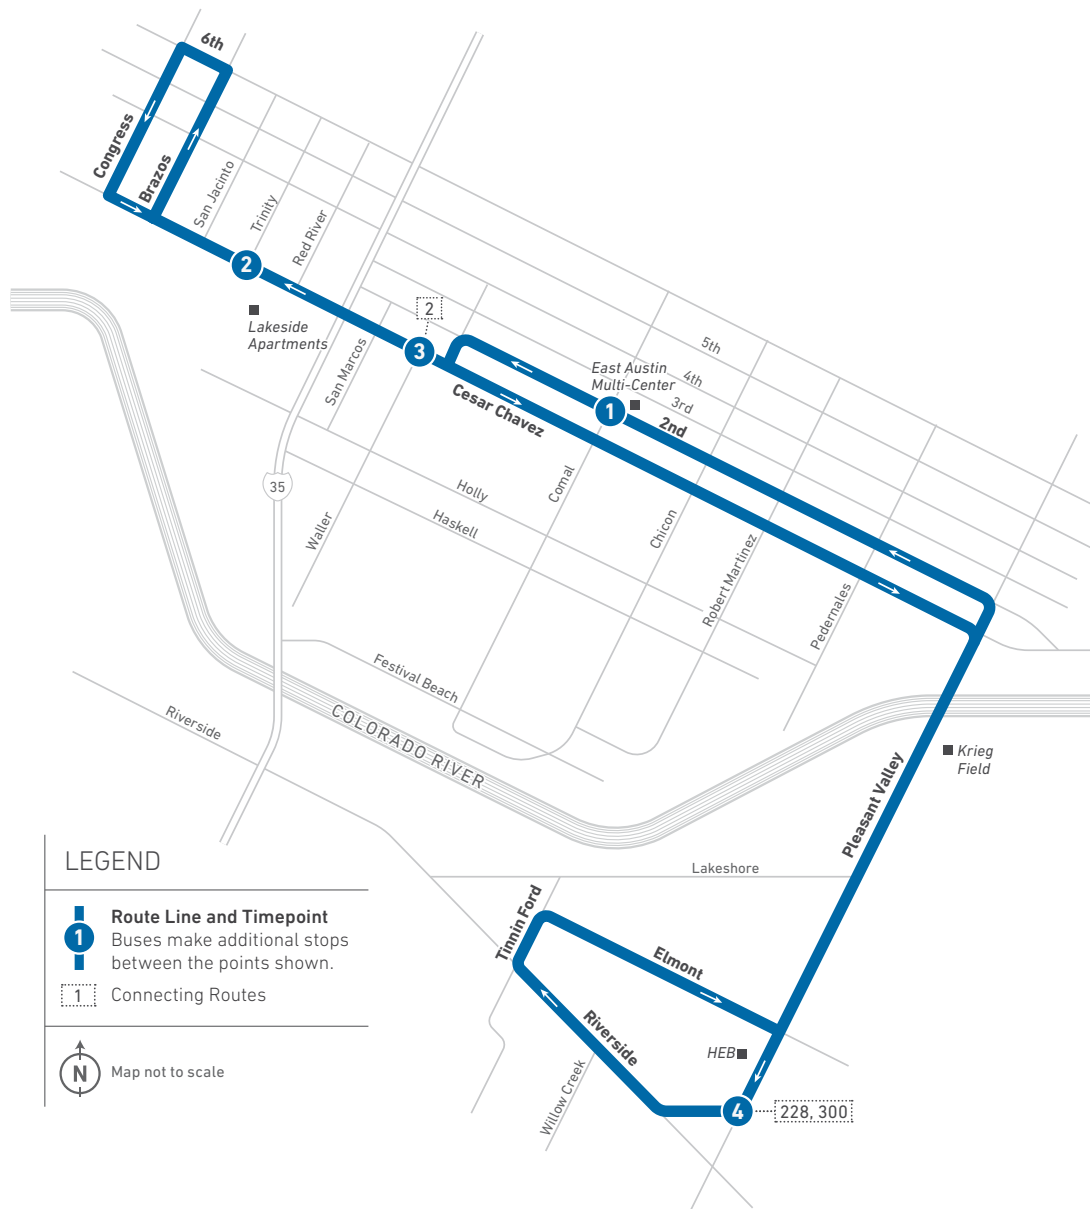 6th
Congress
Brazos
San Jacinto
Trinity
Red River
2
Lakeside
Apartments
2
3
San Marcos
Cesar Chavez
East Austin
Multi-Center
1
5th
4th
3rd
2nd
35
Holly
Haskell
Waller
Comal
Chicon
Robert Martinez
Pedernales
Festival Beach
COLORADO RIVER
Riverside
Krieg
Field
Pleasant Valley
Lakeshore
Tinnin Ford
Elmont
Riverside
HEB
Willow Creek
4
228, 300
LEGEND
1
Route Line and Timepoint
Buses make additional stops
between the points shown.
1
Connecting Routes
N
Map not to scale